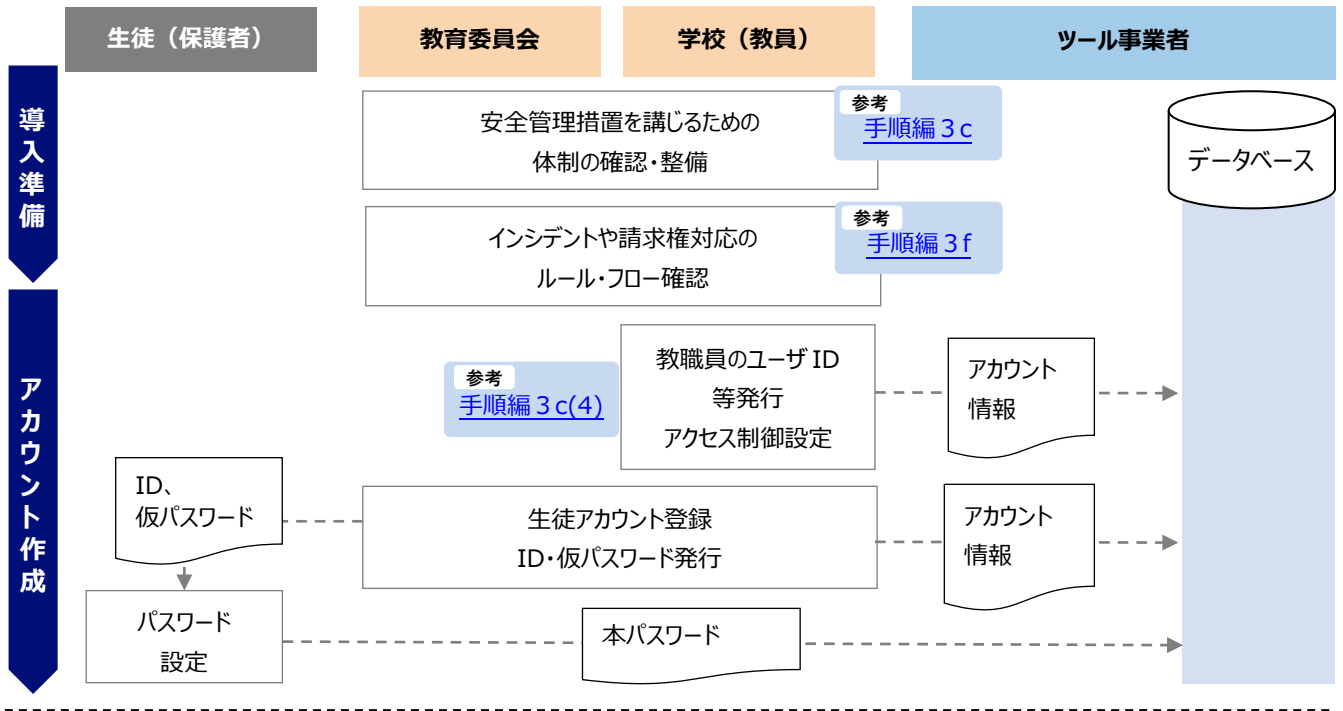 生徒（保護者）
教育委員会
学校（教員）
ツール事業者
導入準備
安全管理措置を講じるための
体制の確認・整備
参考
手順編３c
データベース
インシデントや請求権対応の
ルール・フロー確認
参考
手順編３f
アカウント作成
教職員のユーザ ID
等発行
アクセス制御設定
参考
手順編３c(4)
アカウント
情報
ID、
仮パスワード
生徒アカウント登録
ID・仮パスワード発行
アカウント
情報
パスワード
設定
本パスワード